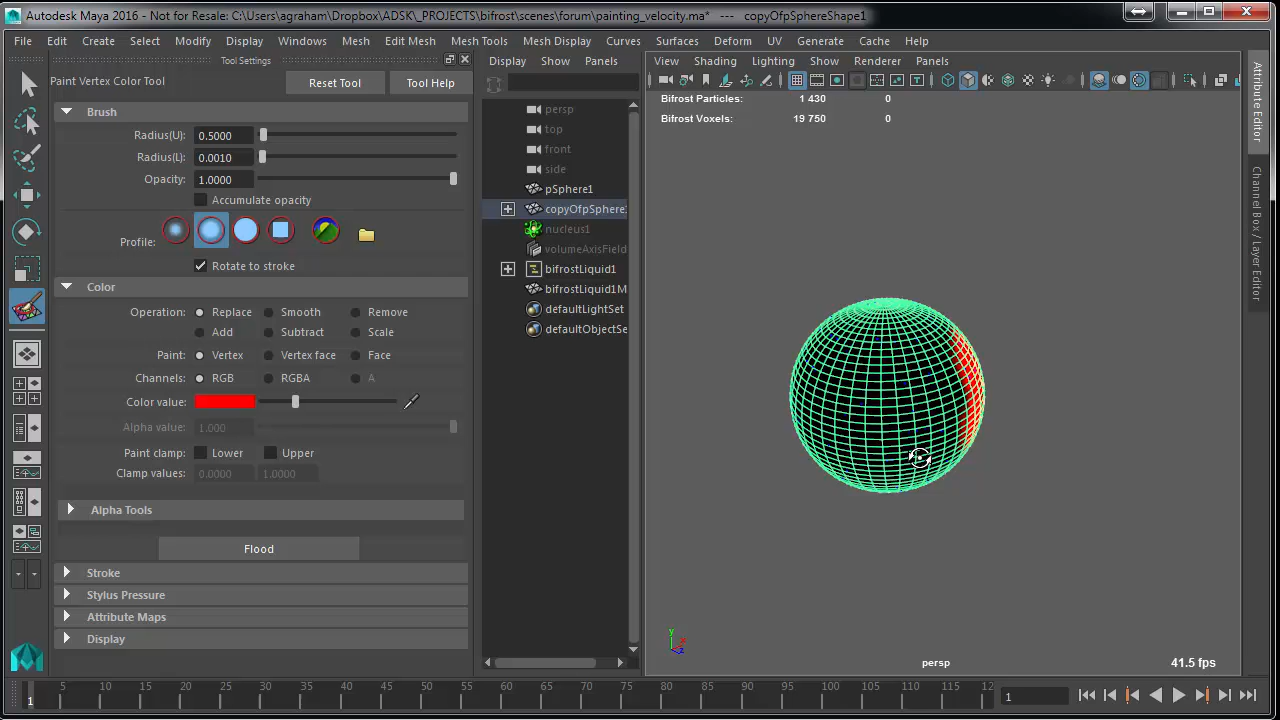 Autodesk Maya 2016 - Not for Resale: C:\Users\agraham\Dropbox\ADSK\_PROJECTS\bifrost\scenes\forum\painting_velocity.ma* --- copyOfpSphereShape1
File Edit Create Select Modify Display Windows Mesh Edit Mesh Mesh Tools Mesh Display Curves Surfaces Deform UV Generate Cache Help
Tool Settings
Paint Vertex Color Tool
Reset Tool
Tool Help
Brush
Radius(U): 0.5000
Radius(L): 0.0010
Opacity: 1.0000
Accumulate opacity
Profile:
Rotate to stroke
Color
Operation: Replace Smooth Remove
Add Subtract Scale
Paint: Vertex Vertex face Face
Channels: RGB RGBA A
Color value:
Alpha value: 1.000
Paint clamp: Lower Upper
Clamp values: 0.0000 1.0000
Alpha Tools
Flood
Stroke
Stylus Pressure
Attribute Maps
Display
Display Show Panels
persp
top
front
side
pSphere1
copyOfpSphere
nucleus1
volumeAxisField
bifrostLiquid1
bifrostLiquid1M
defaultLightSet
defaultObjectSe
View Shading Lighting Show Renderer Panels
Bifrost Particles: 1 430 0
Bifrost Voxels: 19 750 0
y
x
z
persp
41.5 fps
Attribute Editor
Channel Box / Layer Editor
1 5 10 15 20 25 30 35 40 45 50 55 60 65 70 75 80 85 90 95 100 105 110 115 12
1